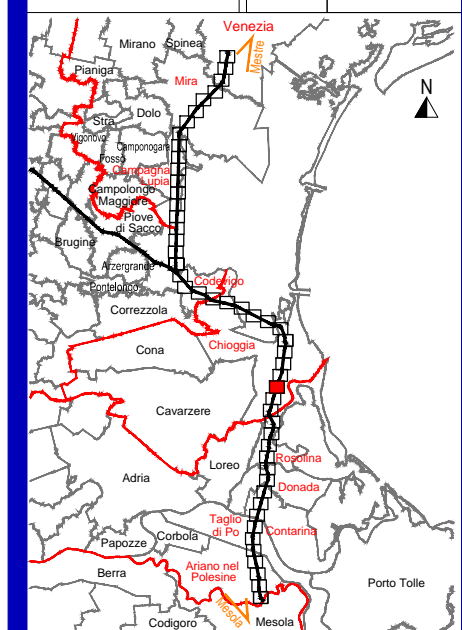 Venezia
Mestre
Mirano
Spinea
Pianiga
Mira
N
Stra
Dolo
Vigonovo
Camponogara
Fosso
Campagna
Lupia
Campolongo
Maggiore
Piove
di Sacco
Brugine
Arzergrande
Codevigo
Pontelongo
Correzzola
Cona
Chioggia
Cavarzere
Rosolina
Loreo
Adria
Donada
Taglio
di Po
Contarina
Corbola
Papozze
Berra
Ariano nel
Polesine
Porto Tolle
Mesola
Mesola
Codigoro